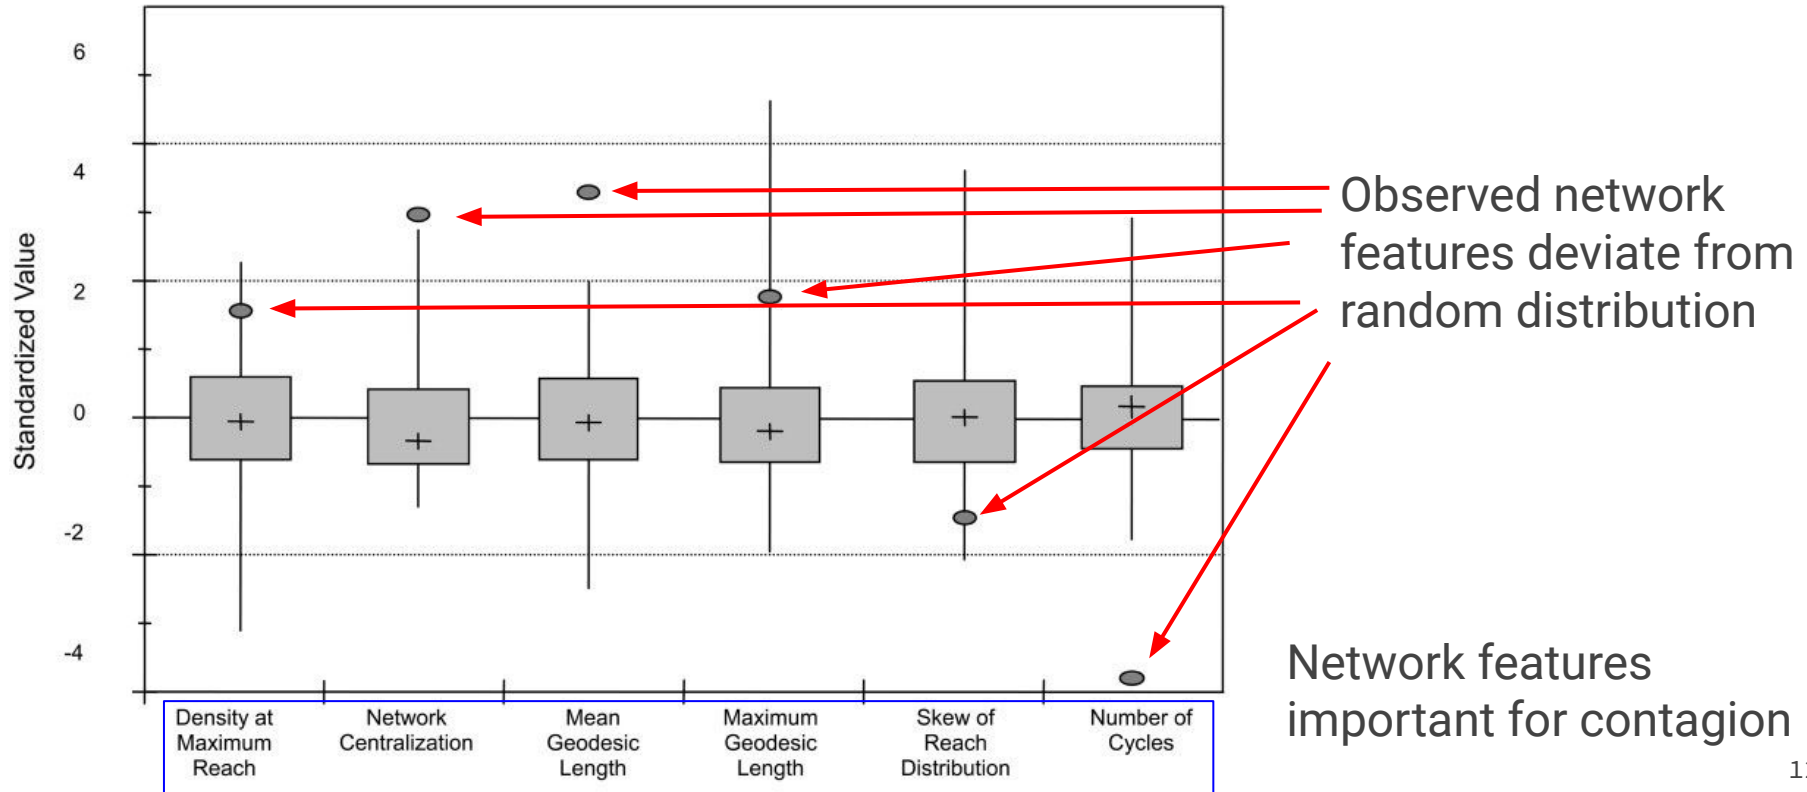 6
4
2
0
-2
-4
Standardized Value
Observed network
features deviate from
random distribution
Network features
important for contagion
Density at
Maximum
Reach
Network
Centralization
Mean
Geodesic
Length
Maximum
Geodesic
Length
Skew of
Reach
Distribution
Number of
Cycles